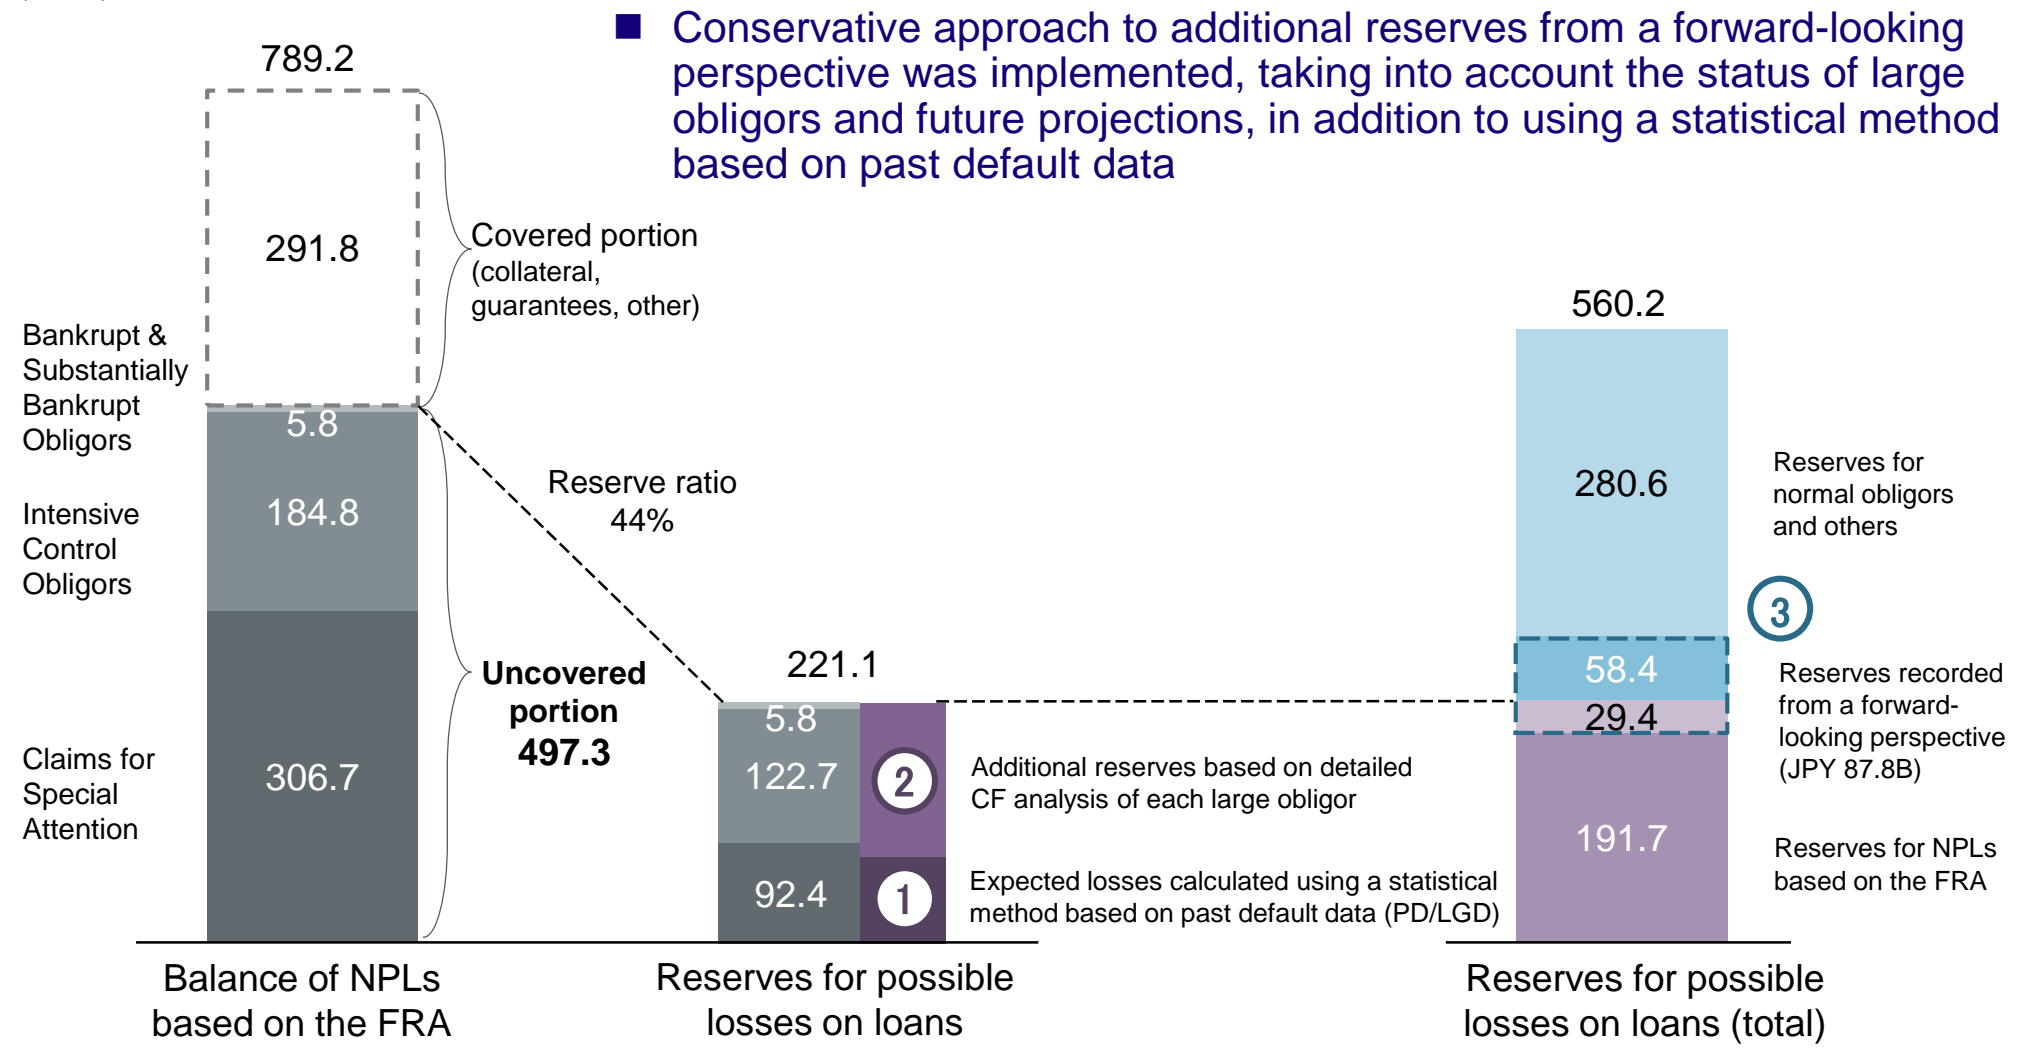 Conservative approach to additional reserves from a forward-looking
perspective was implemented, taking into account the status of large
obligors and future projections, in addition to using a statistical method
based on past default data
789.2
291.8
Covered portion
(collateral,
guarantees, other)
Bankrupt &
Substantially
Bankrupt
Obligors
5.8
Intensive
Control
Obligors
184.8
Claims for
Special
Attention
306.7
Uncovered
portion
497.3
Reserve ratio
44%
221.1
5.8
122.7
92.4
2
Additional reserves based on detailed
CF analysis of each large obligor
1
Expected losses calculated using a statistical
method based on past default data (PD/LGD)
560.2
280.6
Reserves for
normal obligors
and others
3
58.4
29.4
Reserves recorded
from a forward-
looking perspective
(JPY 87.8B)
191.7
Reserves for NPLs
based on the FRA
Balance of NPLs
based on the FRA
Reserves for possible
losses on loans
Reserves for possible
losses on loans (total)